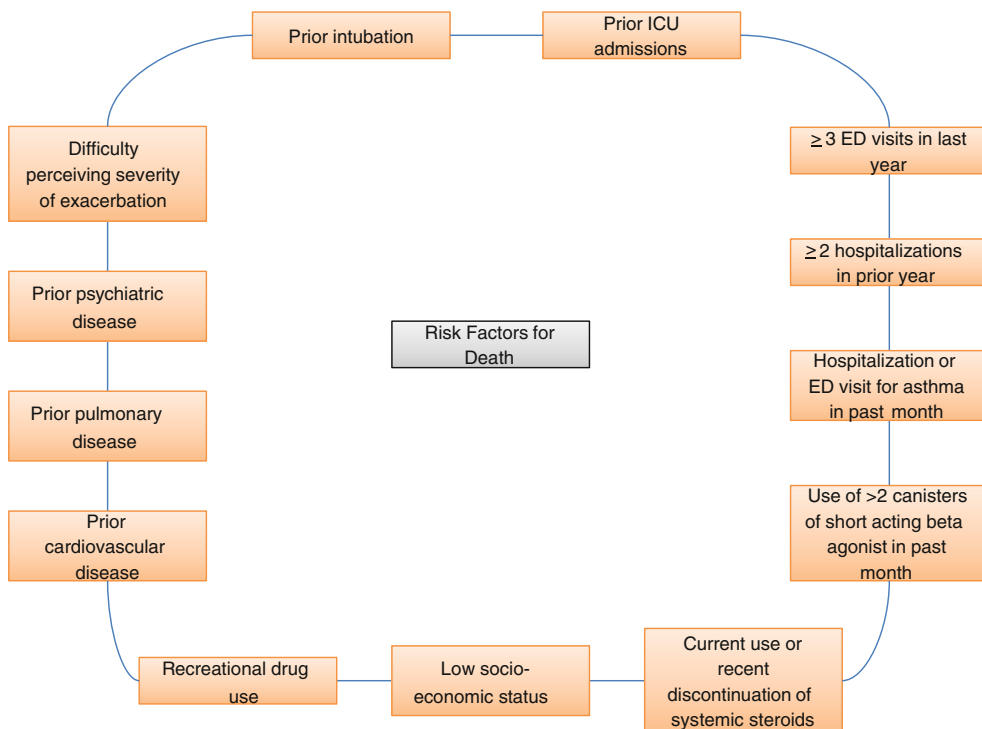 Prior intubation
Prior ICU
admissions
≥3 ED visits in last
year
≥2 hospitalizations
in prior year
Hospitalization or
ED visit for asthma
in past month
Use of >2 canisters
of short acting beta
agonist in past
month
Current use or
recent
discontinuation of
systemic steroids
Low socio-
economic status
Recreational drug
use
Prior
cardiovascular
disease
Prior pulmonary
disease
Prior psychiatric
disease
Difficulty
perceiving severity
of exacerbation
Risk Factors for
Death